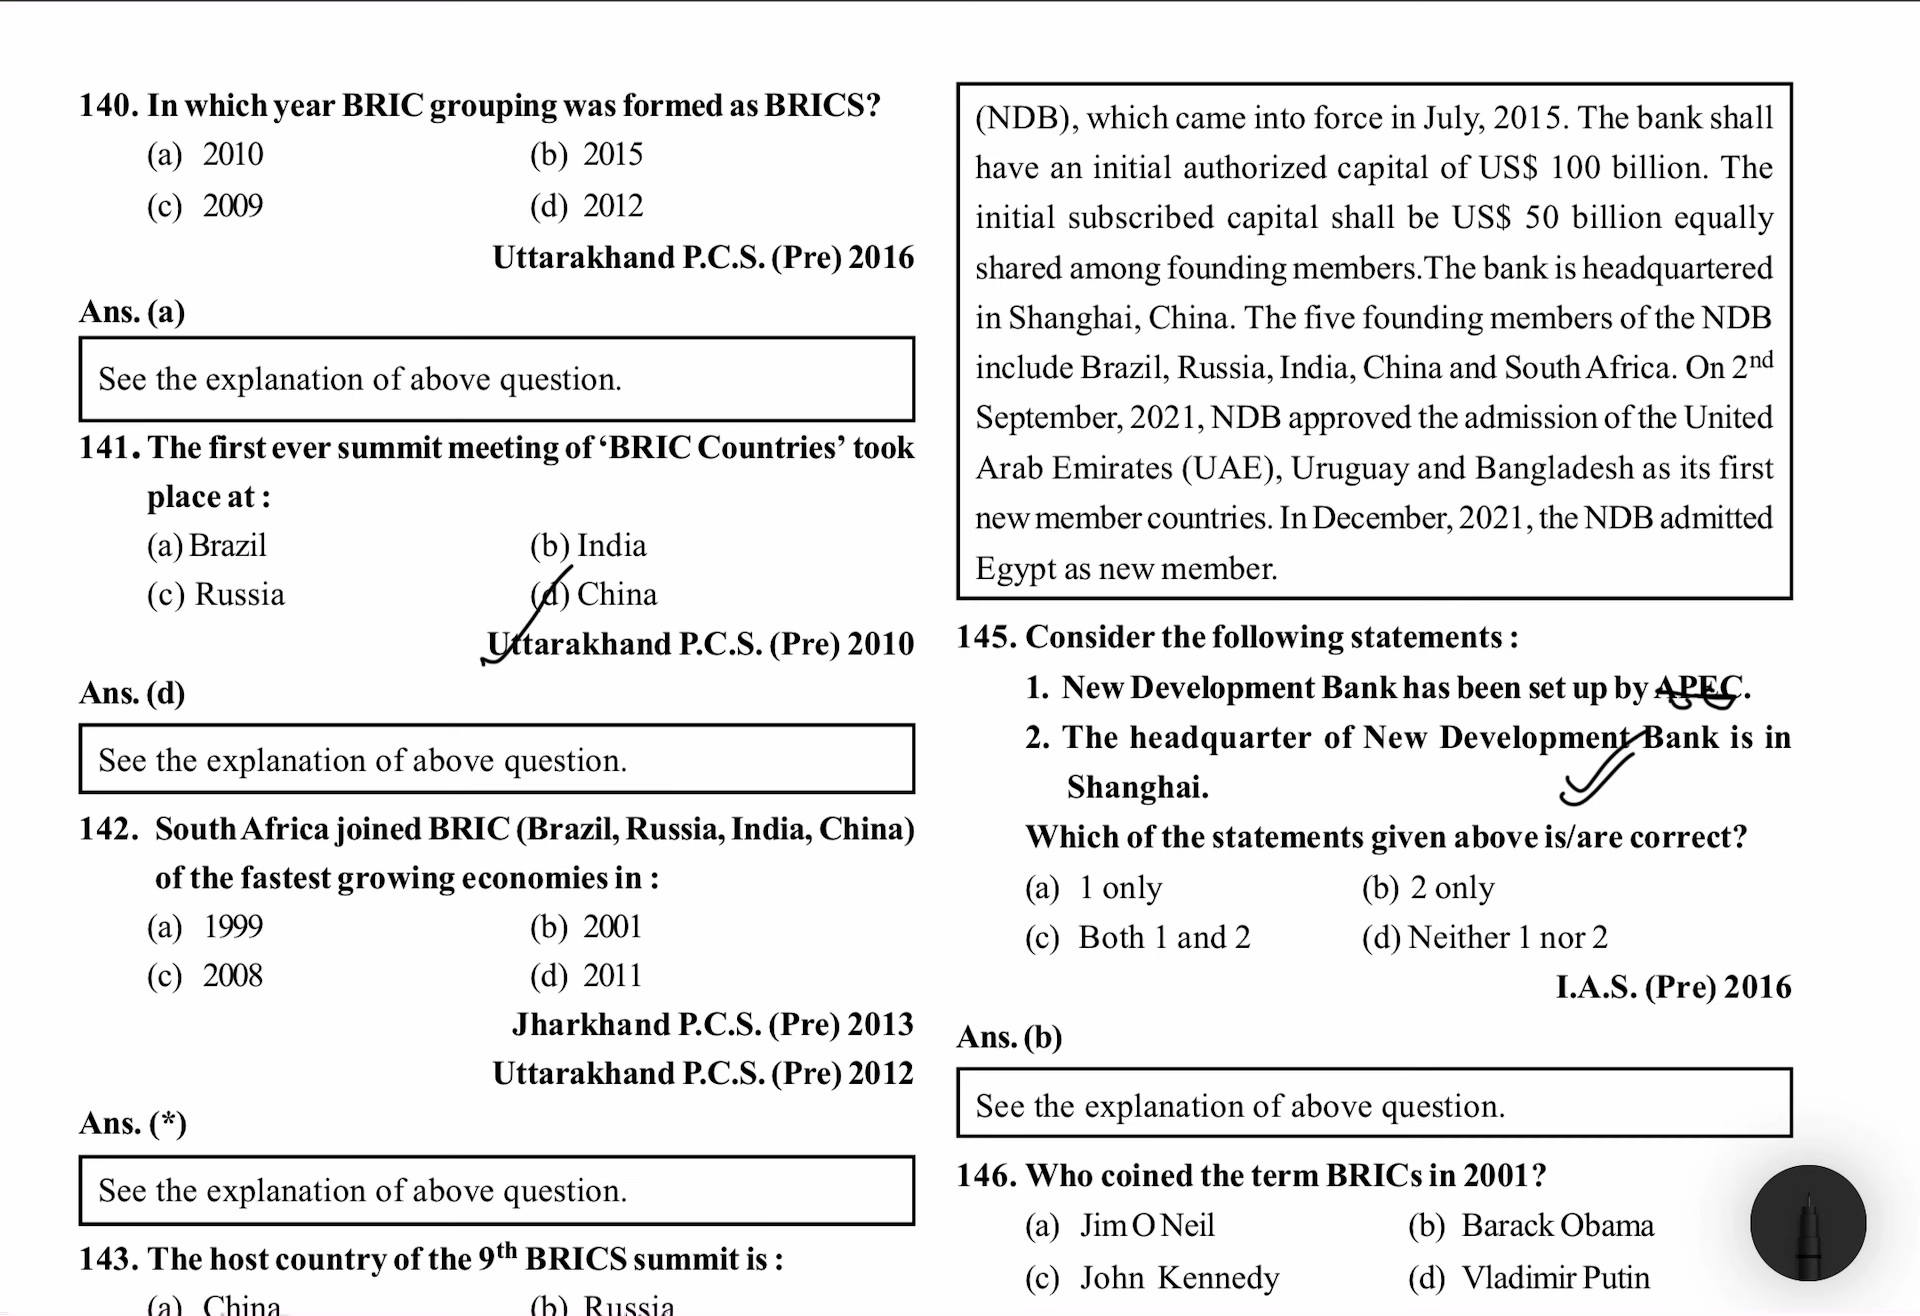 140. In which year BRIC grouping was formed as BRICS?
(a) 2010 (b) 2015
(c) 2009 (d) 2012
Uttarakhand P.C.S. (Pre) 2016
Ans. (a)
See the explanation of above question.
141. The first ever summit meeting of ‘BRIC Countries’ took
place at :
(a) Brazil (b) India
(c) Russia (d) China
Uttarakhand P.C.S. (Pre) 2010
Ans. (d)
See the explanation of above question.
142. South Africa joined BRIC (Brazil, Russia, India, China)
of the fastest growing economies in :
(a) 1999 (b) 2001
(c) 2008 (d) 2011
Jharkhand P.C.S. (Pre) 2013
Uttarakhand P.C.S. (Pre) 2012
Ans. (*)
See the explanation of above question.
143. The host country of the 9th BRICS summit is :
(a) China (b) Russia
(NDB), which came into force in July, 2015. The bank shall
have an initial authorized capital of US$ 100 billion. The
initial subscribed capital shall be US$ 50 billion equally
shared among founding members.The bank is headquartered
in Shanghai, China. The five founding members of the NDB
include Brazil, Russia, India, China and South Africa. On 2nd
September, 2021, NDB approved the admission of the United
Arab Emirates (UAE), Uruguay and Bangladesh as its first
new member countries. In December, 2021, the NDB admitted
Egypt as new member.
145. Consider the following statements :
1. New Development Bank has been set up by APEC.
2. The headquarter of New Development Bank is in
Shanghai.
Which of the statements given above is/are correct?
(a) 1 only (b) 2 only
(c) Both 1 and 2 (d) Neither 1 nor 2
I.A.S. (Pre) 2016
Ans. (b)
See the explanation of above question.
146. Who coined the term BRICs in 2001?
(a) Jim O Neil (b) Barack Obama
(c) John Kennedy (d) Vladimir Putin